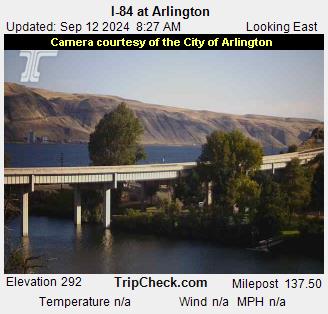 I-84 at Arlington
Updated: Sep 12 2024 8:27 AM Looking East
Camera courtesy of the City of Arlington
Elevation 292 TripCheck.com Milepost 137.50
Temperature n/a Wind n/a MPH n/a